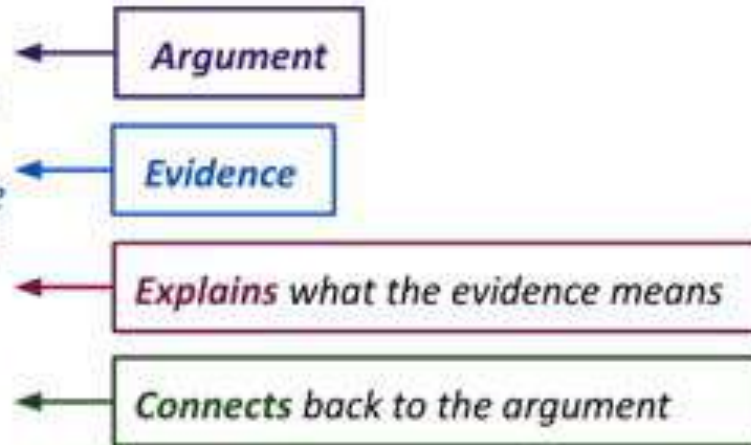 Argument
Evidence
Explains what the evidence means
Connects back to the argument